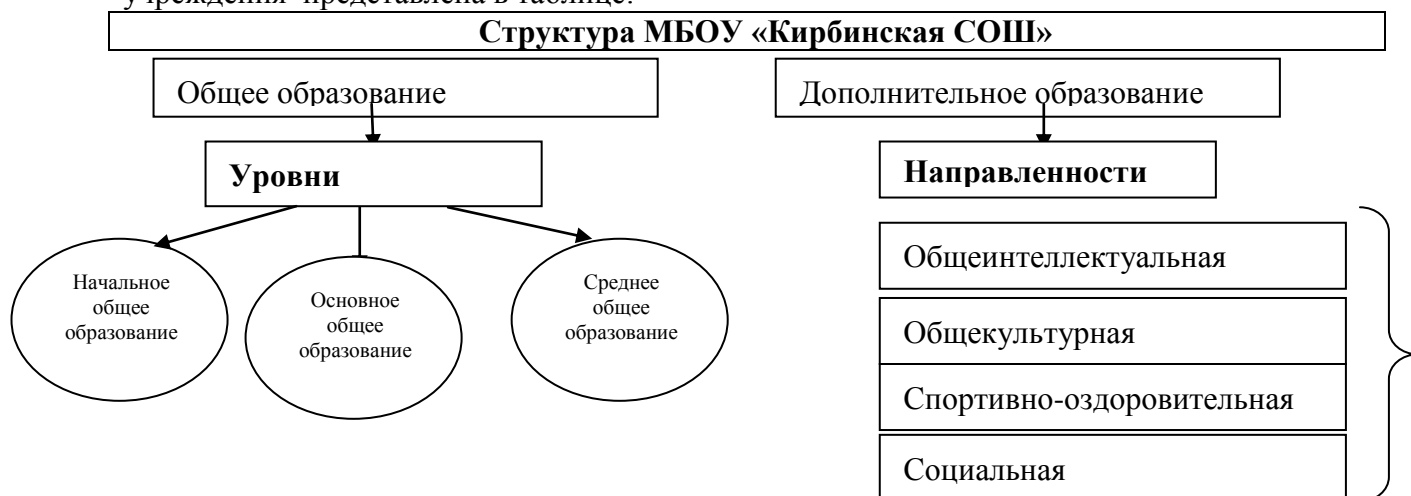 учреждения представлена в таблице:
Структура МБОУ «Кирбинская СОШ»
Общее образование
Дополнительное образование
Уровни
Направленности
Начальное
общее
образование
Основное
общее
образование
Среднее
общее
образование
Общеинтеллектуальная
Общекультурная
Спортивно-оздоровительная
Социальная